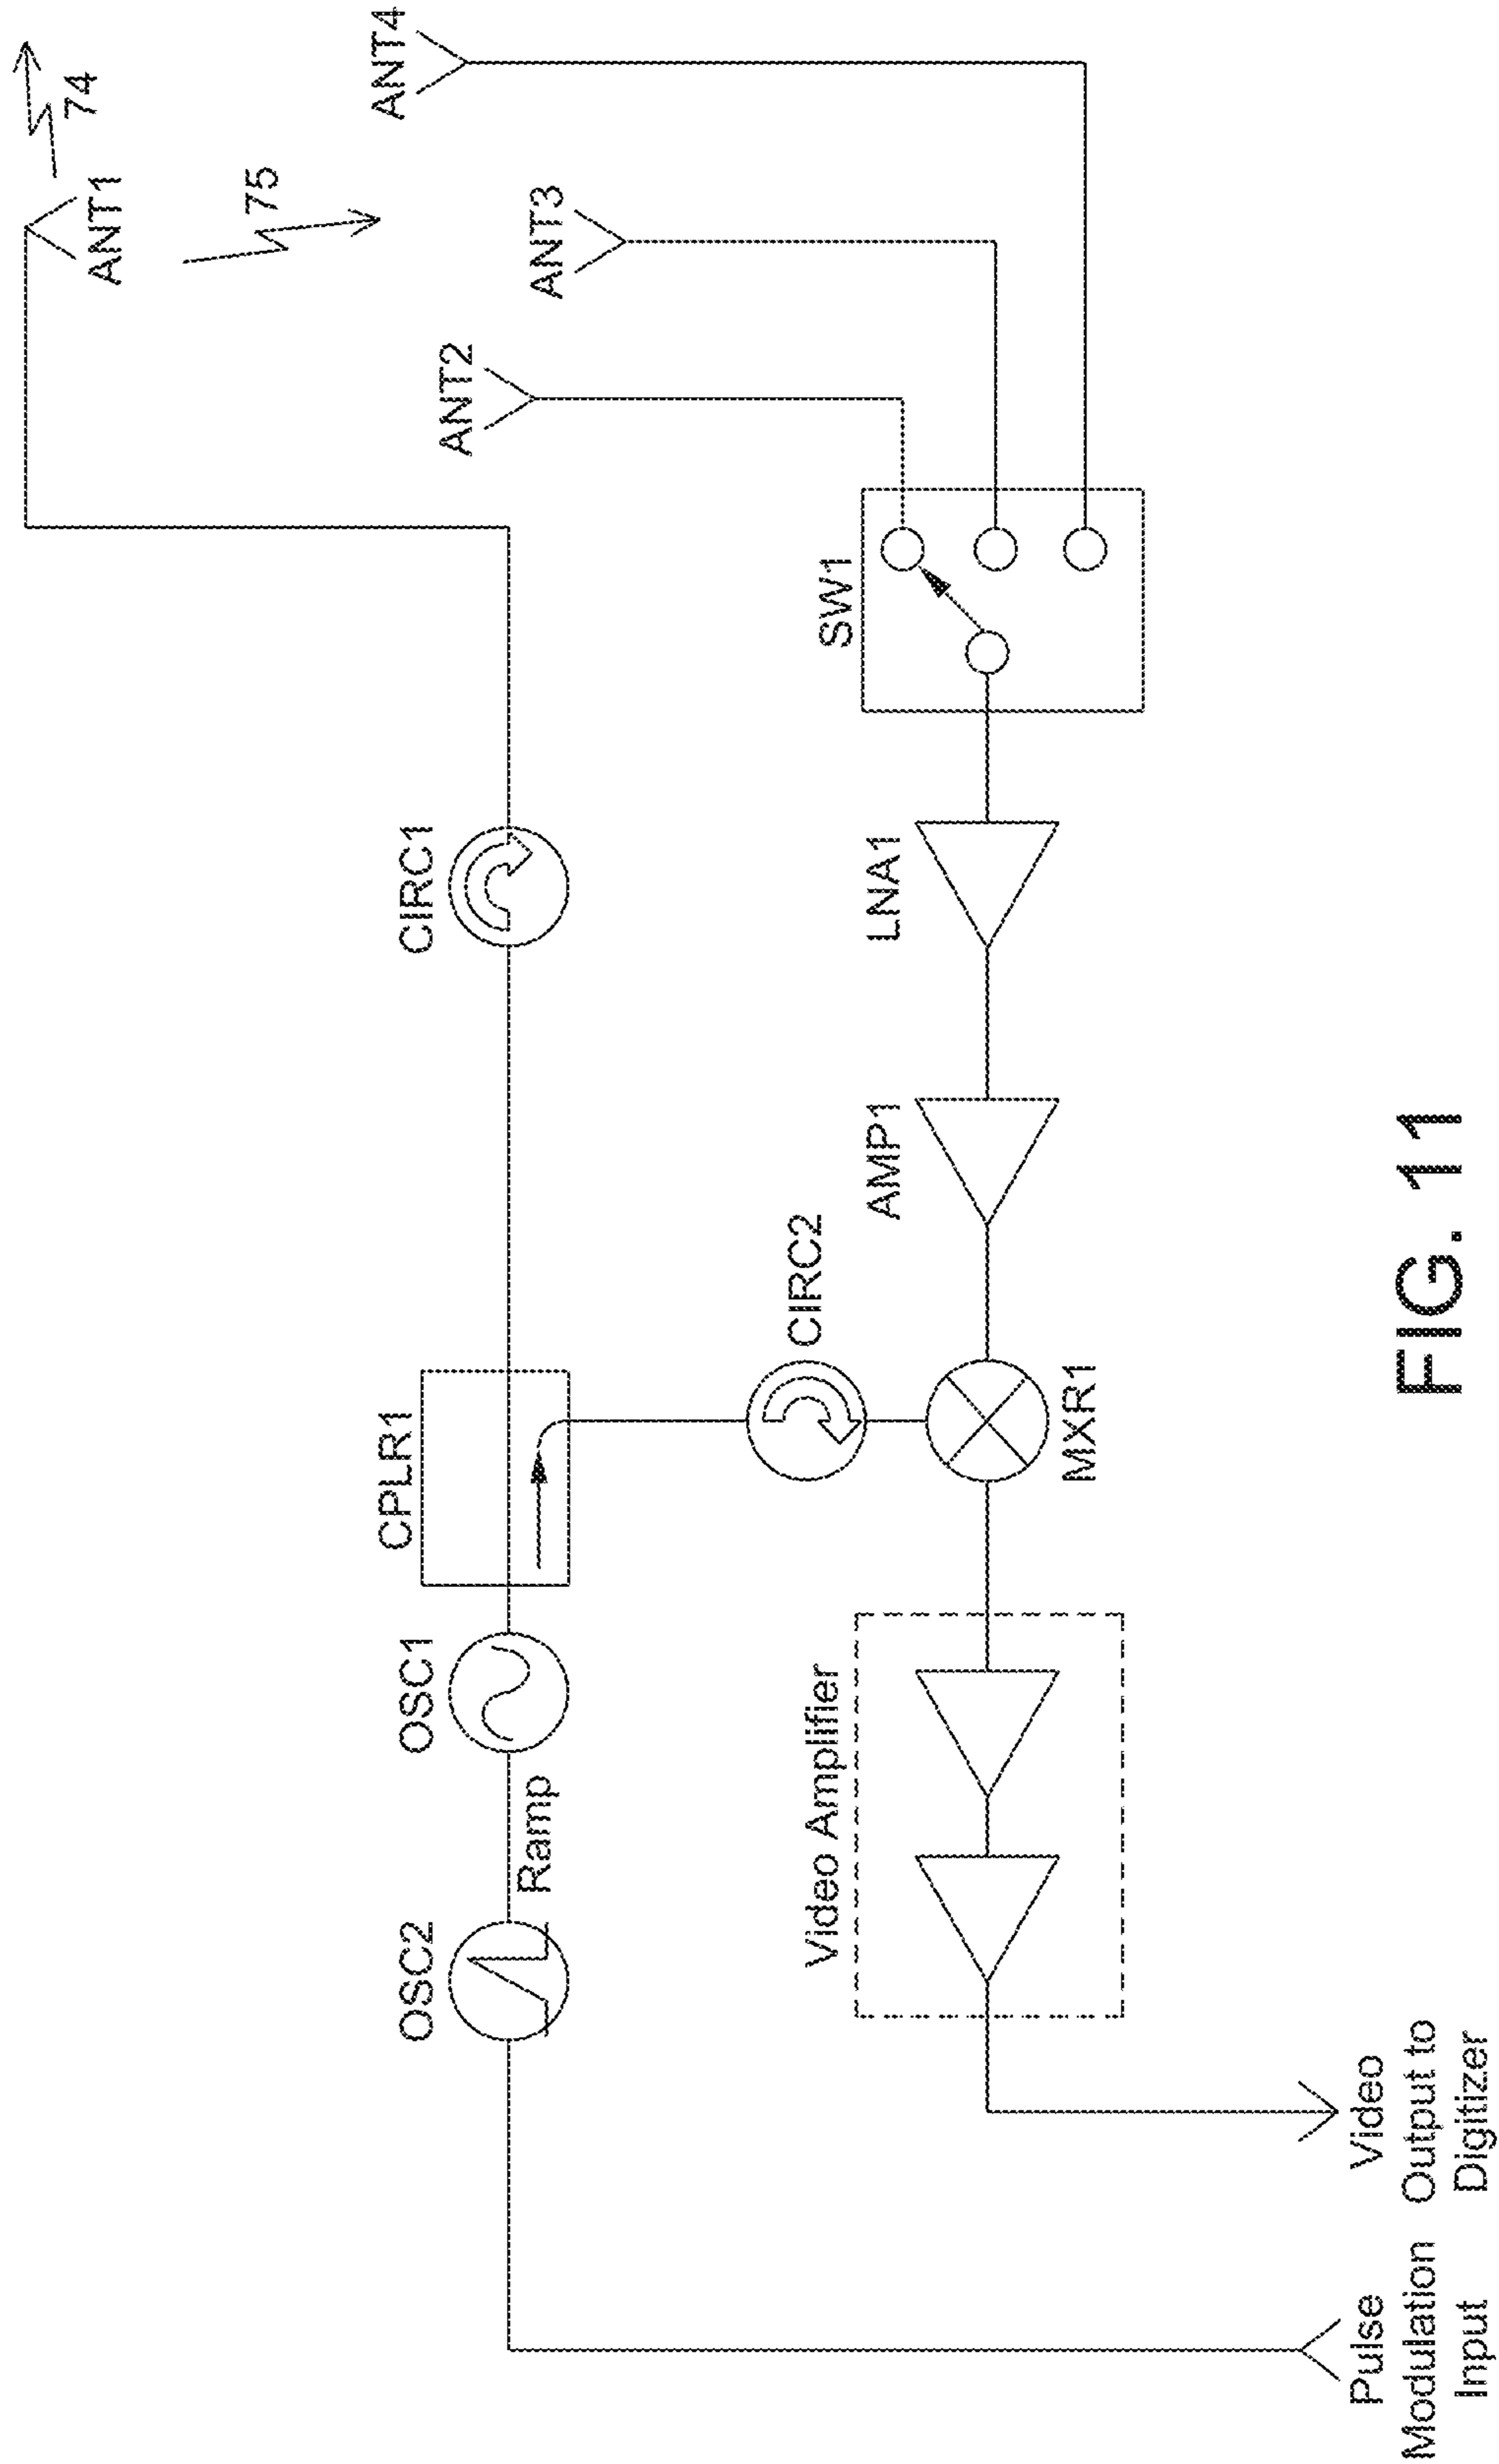 74
ANT1
75
ANT4
ANT3
ANT2
CIRC1
SW1
LNA1
AMP1
CIRC2
MXR1
CPLR1
OSC1
Ramp
OSC2
Video Amplifier
Pulse
Modulation
Input
Video
Output to
Digitizer
FIG. 11